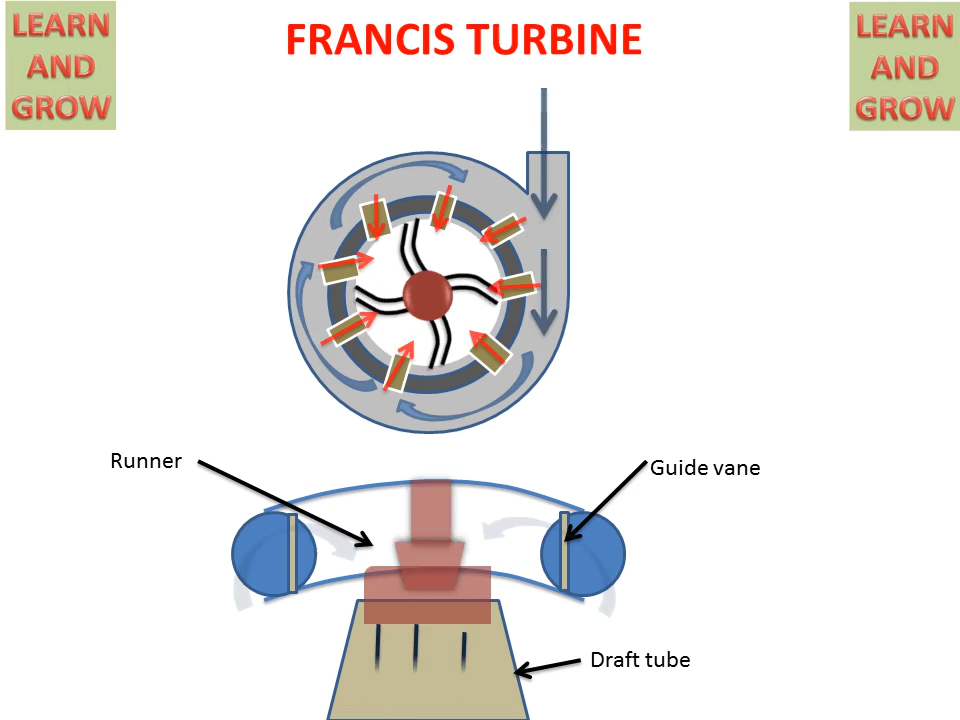 LEARN
AND
GROW
FRANCIS TURBINE
LEARN
AND
GROW
Runner
Guide vane
Draft tube